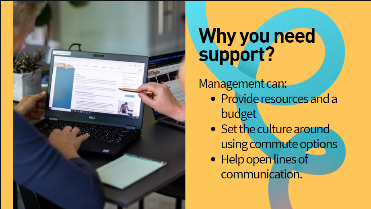 Why you need
support?
Management can:
• Provide resources and a
budget
• Set the culture around
using commute options
• Help open lines of
communication.